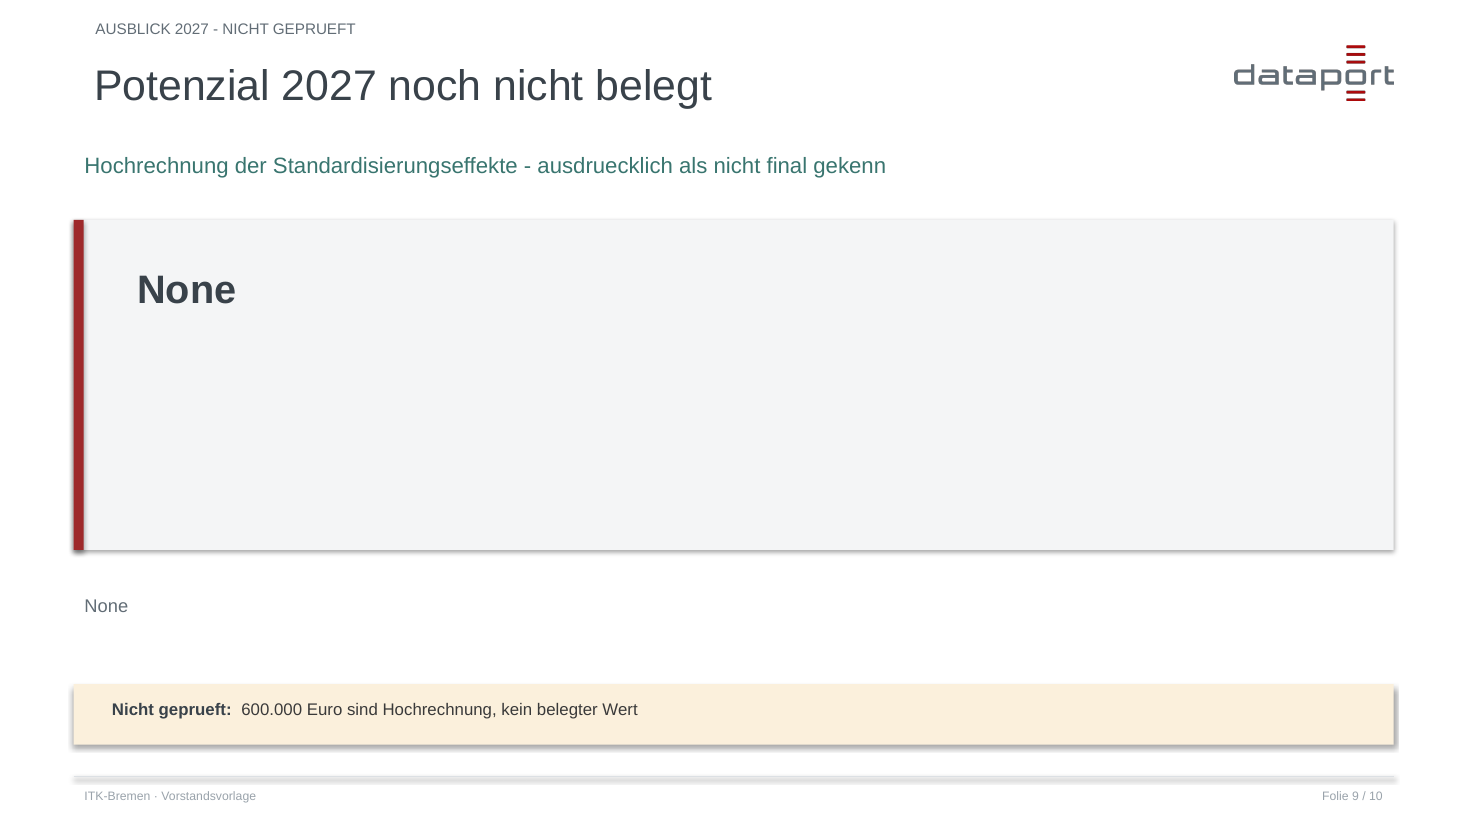 AUSBLICK 2027 - NICHT GEPRUEFT
Potenzial 2027 noch nicht belegt
dataport
Hochrechnung der Standardisierungseffekte - ausdruecklich als nicht final gekenn
None
None
Nicht geprueft: 600.000 Euro sind Hochrechnung, kein belegter Wert
ITK-Bremen · Vorstandsvorlage
Folie 9 / 10